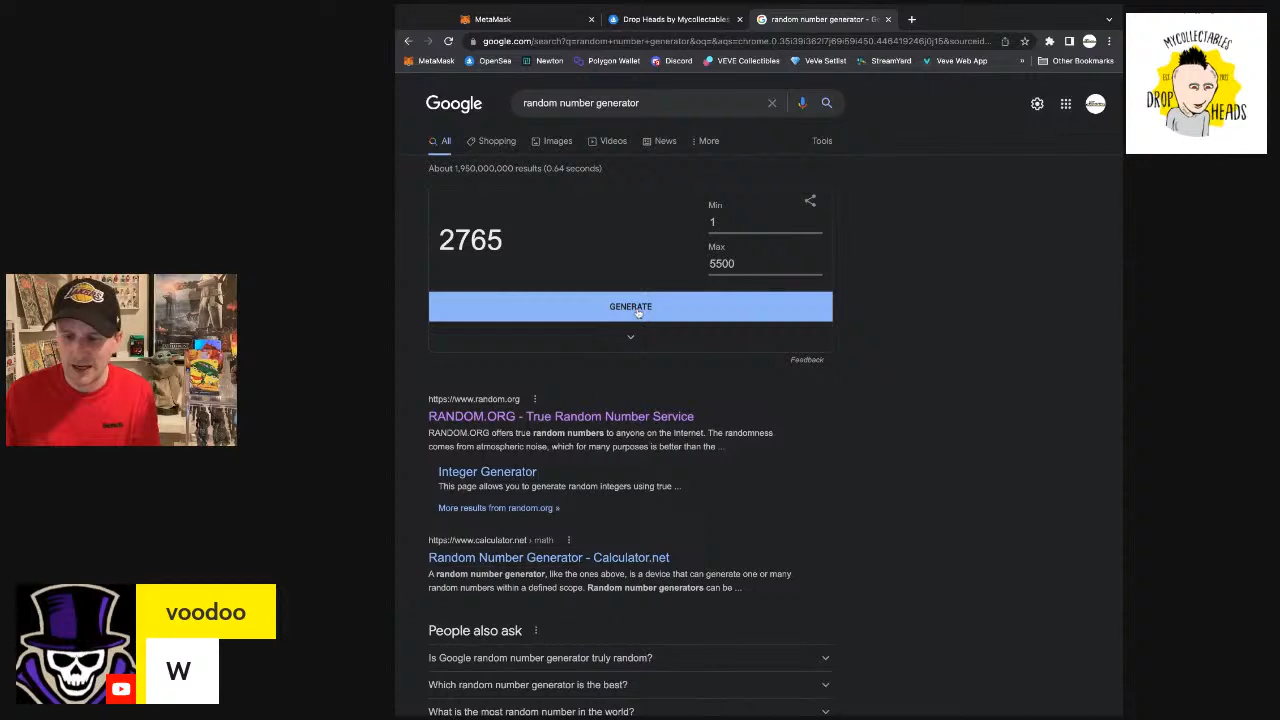 MetaMask
Drop Heads by Mycollectables
random number generator - Go
google.com/search?q=random+number+generator&oq=&aqs=chrome.0.35i39i362l7j69i59i450.446419246j0j15&sourceid...
MetaMask
OpenSea
Newton
Polygon Wallet
Discord
VEVE Collectibles
VeVe Setlist
StreamYard
Veve Web App
» Other Bookmarks
MYCOLLECTABLES
EST
DROP HEADS
Google
random number generator
All
Shopping
Images
Videos
News
More
Tools
About 1,950,000,000 results (0.64 seconds)
Min
1
2765
Max
5500
GENERATE
Feedback
https://www.random.org
RANDOM.ORG - True Random Number Service
RANDOM.ORG offers true random numbers to anyone on the Internet. The randomness
comes from atmospheric noise, which for many purposes is better than the ...
Integer Generator
This page allows you to generate random integers using true ...
More results from random.org »
https://www.calculator.net › math
Random Number Generator - Calculator.net
A random number generator, like the ones above, is a device that can generate one or many
random numbers within a defined scope. Random number generators can be ...
People also ask
Is Google random number generator truly random?
Which random number generator is the best?
What is the most random number in the world?
voodoo
W